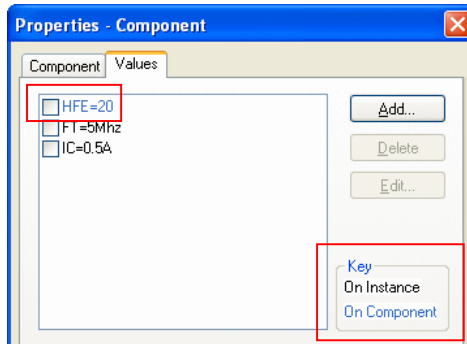 Properties - Component
Component Values
HFE=20
FT=5Mhz
IC=0.5A
Add...
Delete
Edit...
Key
On Instance
On Component